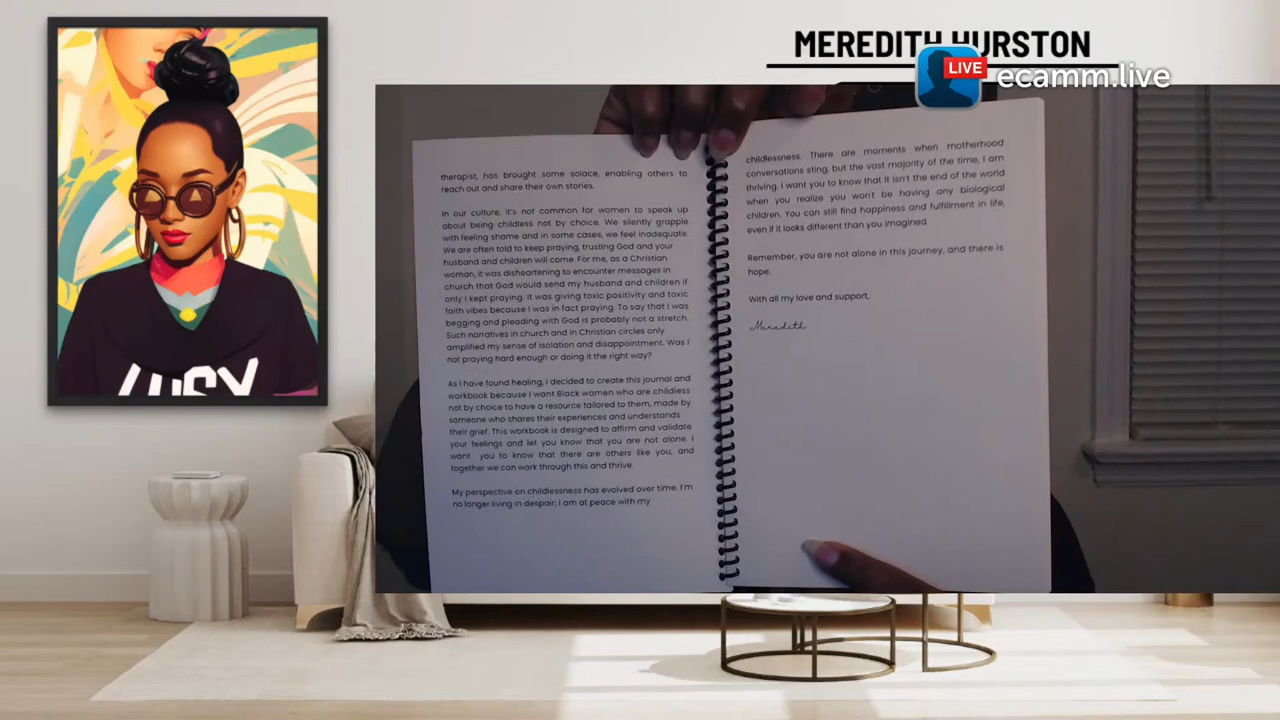 MEREDITH HURSTON
LIVE
ecamm.live
therapist, has brought some solace, enabling others to
reach out and share their own stories.
In our culture, it's not common for women to speak up
about being childless not by choice. We silently grapple
with feeling shame and in some cases, we feel inadequate.
We are often told to keep praying, trusting God and your
husband and children will come. For me, as a Christian
woman, it was disheartening to encounter messages in
church that God would send my husband and children if
only I kept praying. It was giving toxic positivity and toxic
faith vibes because I was in fact praying. To say that I was
begging and pleading with God is probably not a stretch.
Such narratives in church and in Christian circles only
amplified my sense of isolation and disappointment. Was I
not praying hard enough or doing it the right way?
As I have found healing, I decided to create this journal and
workbook because I want Black women who are childless
not by choice to have a resource tailored to them, made by
someone who shares their experiences and understands
their grief. This workbook is designed to affirm and validate
your feelings and let you know that you are not alone. I
want you to know that there are others like you, and
together we can work through this and thrive.
My perspective on childlessness has evolved over time. I'm
no longer living in despair; I am at peace with my
childlessness. There are moments when motherhood
conversations sting, but the vast majority of the time, I am
thriving. I want you to know that it isn't the end of the world
when you realize you won't be having any biological
children. You can still find happiness and fulfillment in life,
even if it looks different than you imagined.
Remember, you are not alone in this journey, and there is
hope.
With all my love and support,
Meredith